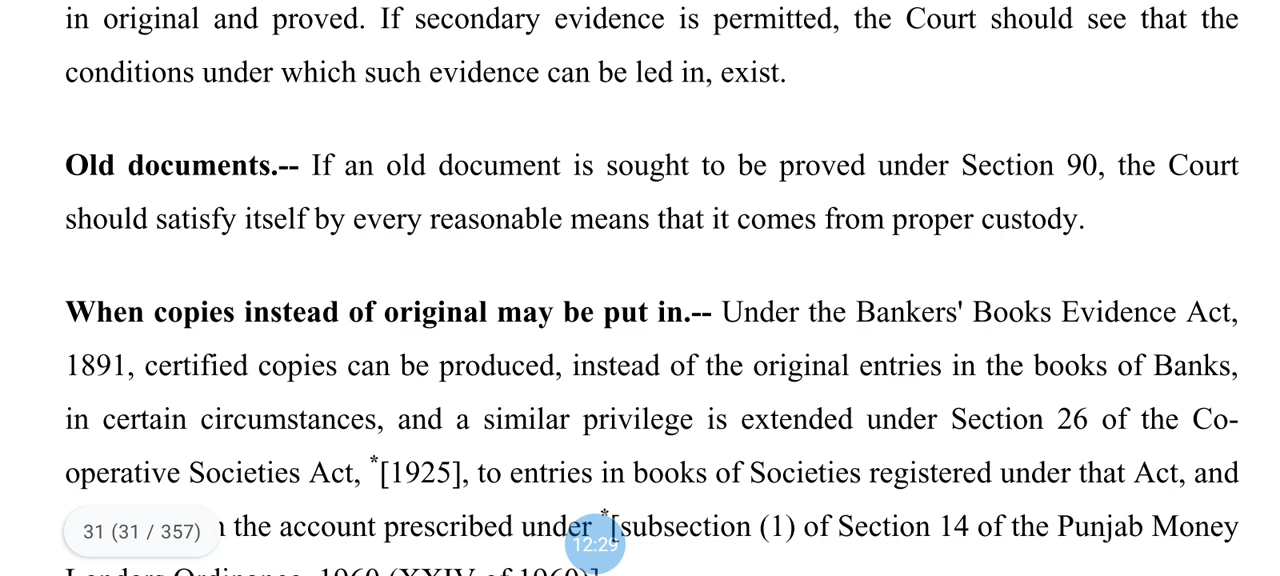 in original and proved. If secondary evidence is permitted, the Court should see that the
conditions under which such evidence can be led in, exist.
Old documents.-- If an old document is sought to be proved under Section 90, the Court
should satisfy itself by every reasonable means that it comes from proper custody.
When copies instead of original may be put in.-- Under the Bankers' Books Evidence Act,
1891, certified copies can be produced, instead of the original entries in the books of Banks,
in certain circumstances, and a similar privilege is extended under Section 26 of the Co-
operative Societies Act, *[1925], to entries in books of Societies registered under that Act, and
31 (31 / 357) the account prescribed under *[subsection (1) of Section 14 of the Punjab Money
12:29
Lenders Ordinance, 1960 (XXIV of 1960)]